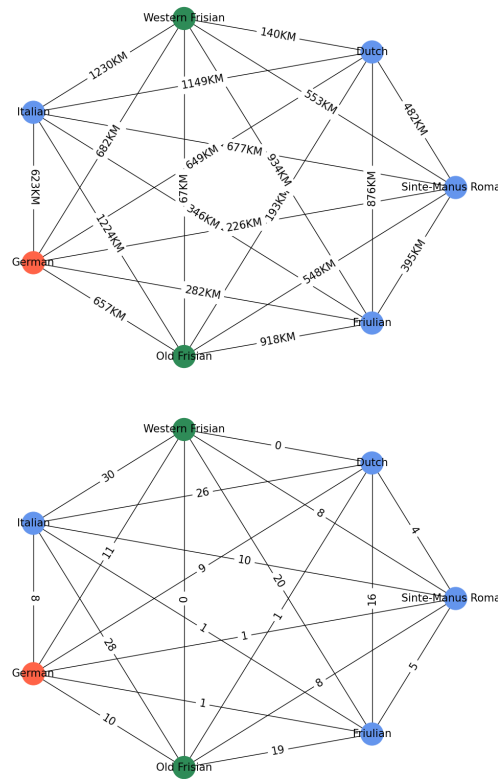 Western Frisian
140KM
Dutch
1230KM
1149KM
553KM
482KM
Italian
682KM
649KM
677KM
934KM
623KM
67KM
876KM
Sinte-Manus Roma
193KM
346KM
226KM
1224KM
395KM
German
548KM
282KM
657KM
Friulian
918KM
Old Frisian
Western Frisian
0
Dutch
30
26
8
4
Italian
11
9
10
20
8
0
16
Sinte-Manus Roma
1
1
1
28
5
German
8
1
10
Friulian
19
Old Frisian